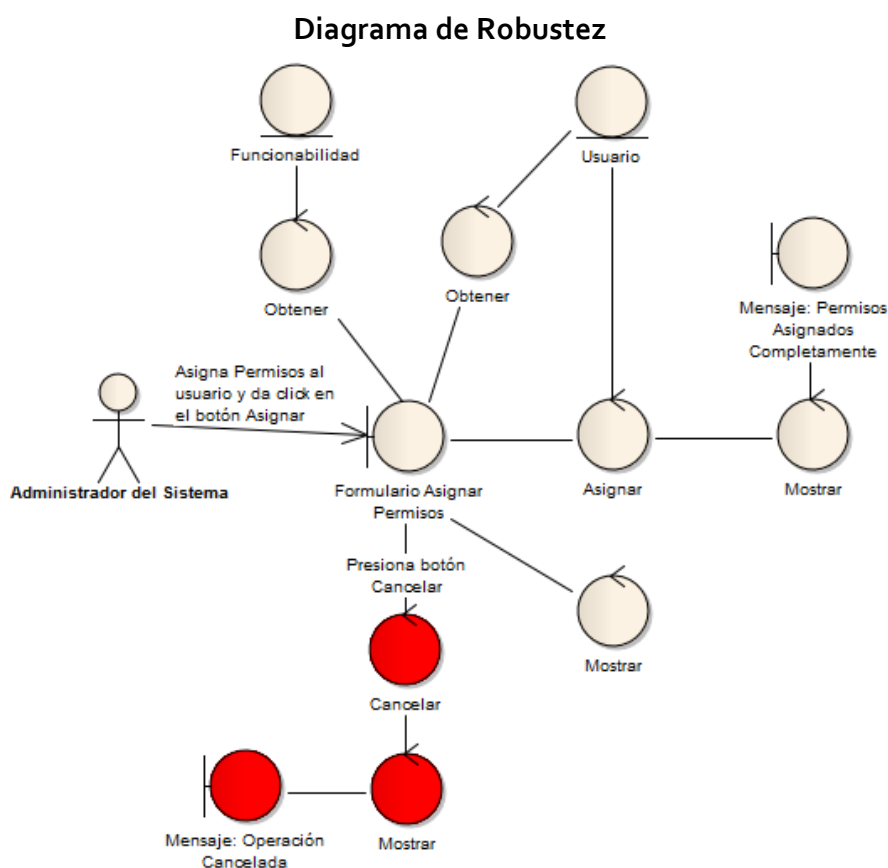 Diagrama de Robustez
Funcionabilidad
Usuario
Obtener
Obtener
Mensaje: Permisos
Asignados
Completamente
Asigna Permisos al
usuario y da click en
el botón Asignar
Administrador del Sistema
Formulario Asignar
Permisos
Asignar
Mostrar
Presiona botón
Cancelar
Mostrar
Cancelar
Mensaje: Operación
Cancelada
Mostrar